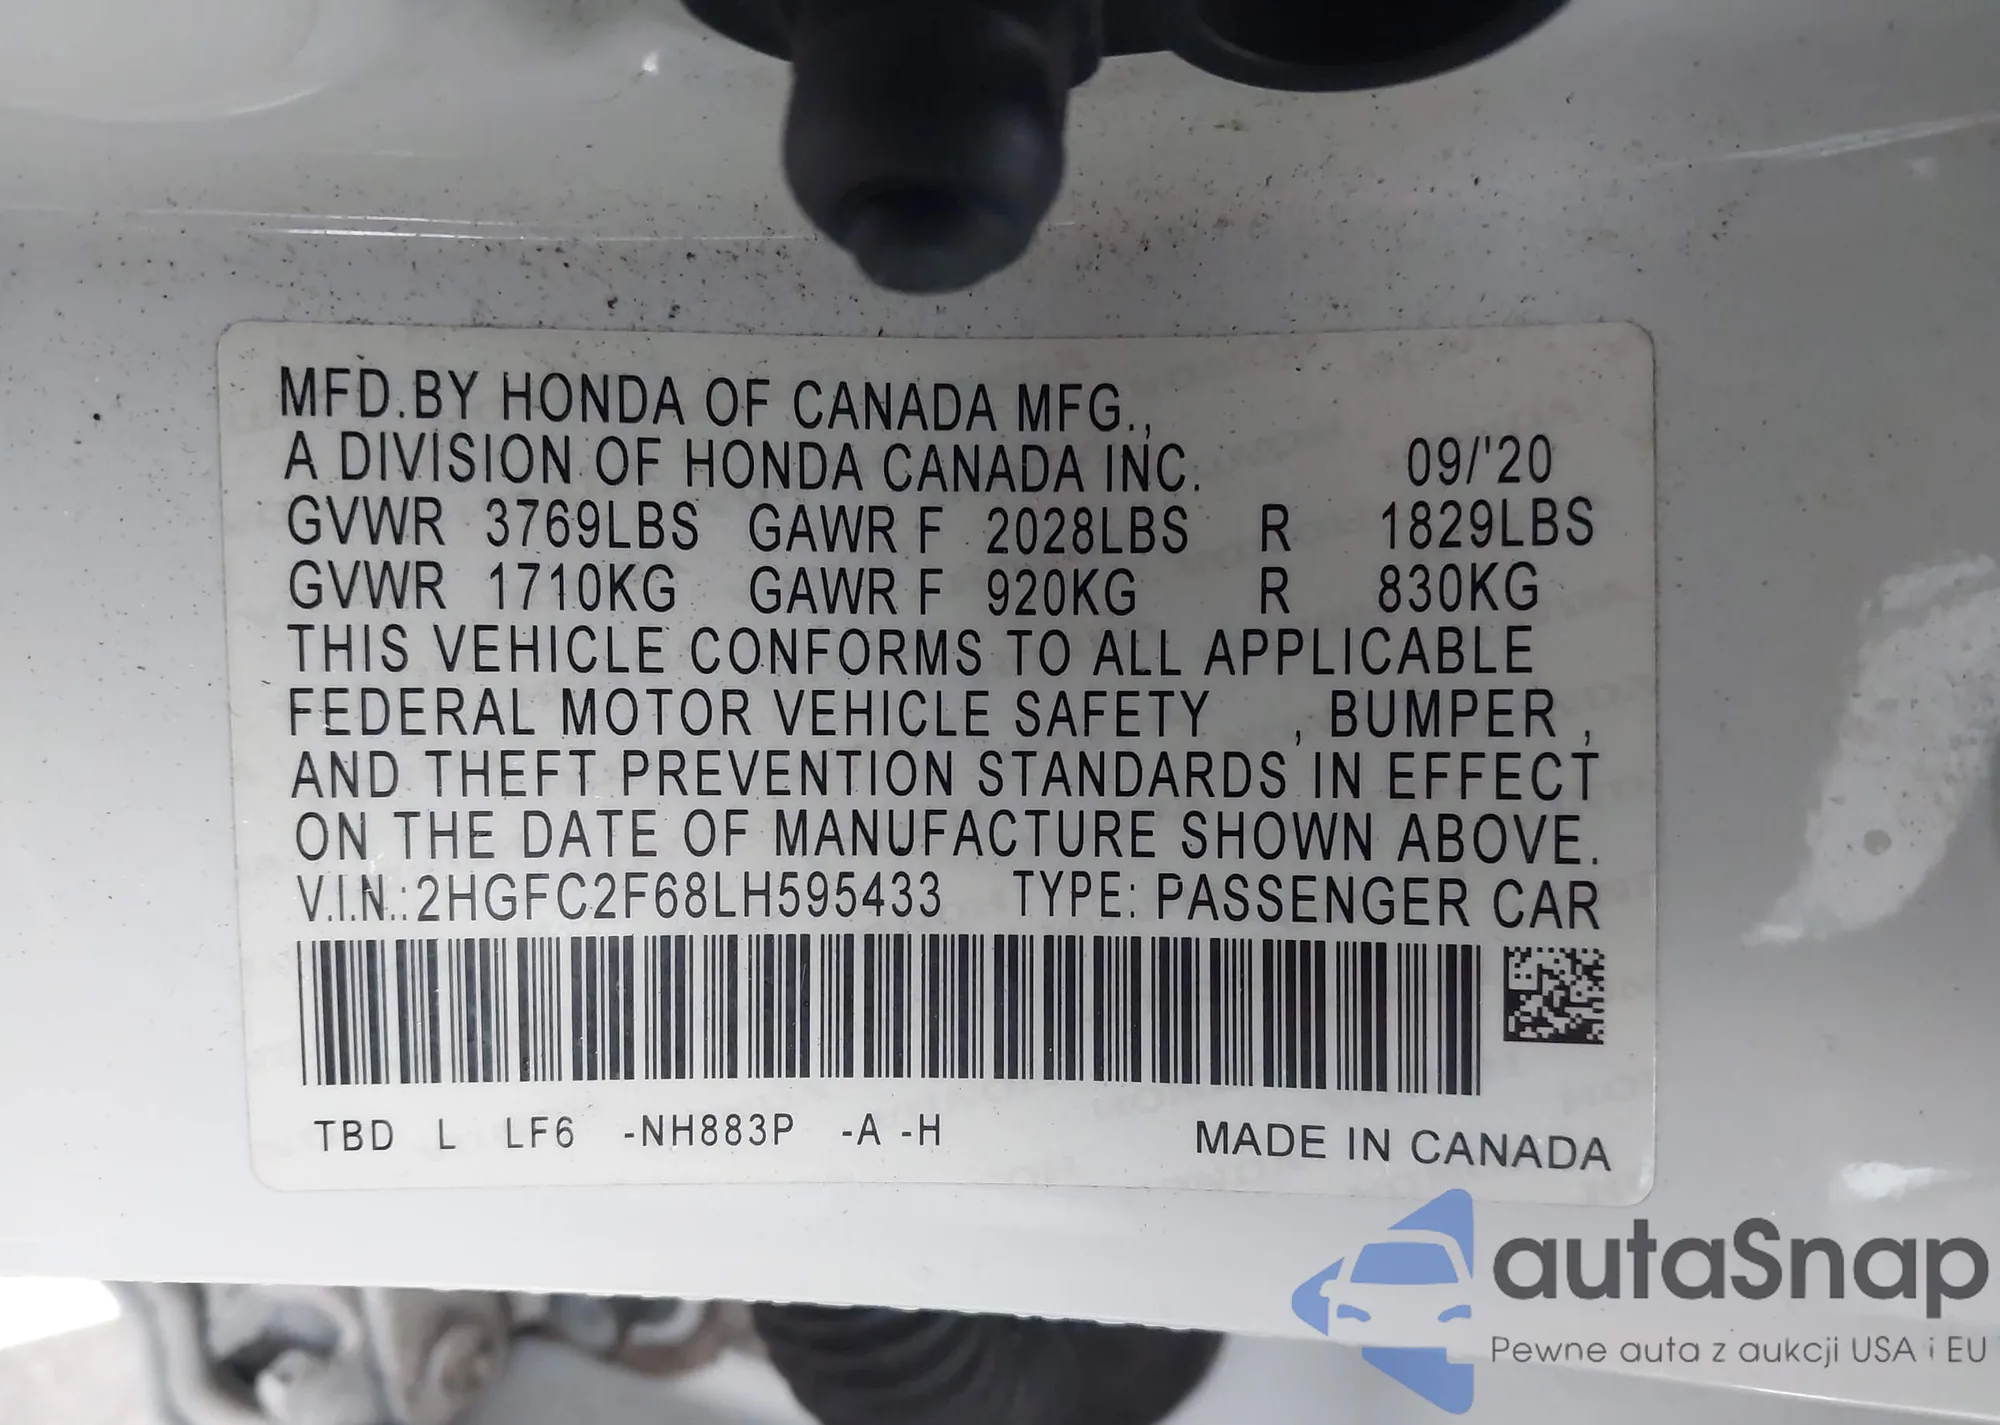 MFD.BY HONDA OF CANADA MFG.,
A DIVISION OF HONDA CANADA INC. 09/'20
GVWR 3769LBS GAWR F 2028LBS R 1829LBS
GVWR 1710KG GAWR F 920KG R 830KG
THIS VEHICLE CONFORMS TO ALL APPLICABLE
FEDERAL MOTOR VEHICLE SAFETY , BUMPER ,
AND THEFT PREVENTION STANDARDS IN EFFECT
ON THE DATE OF MANUFACTURE SHOWN ABOVE.
V.I.N.:2HGFC2F68LH595433 TYPE: PASSENGER CAR
TBD L LF6 -NH883P -A -H MADE IN CANADA
autaSnap
Pewne auta z aukcji USA i EU